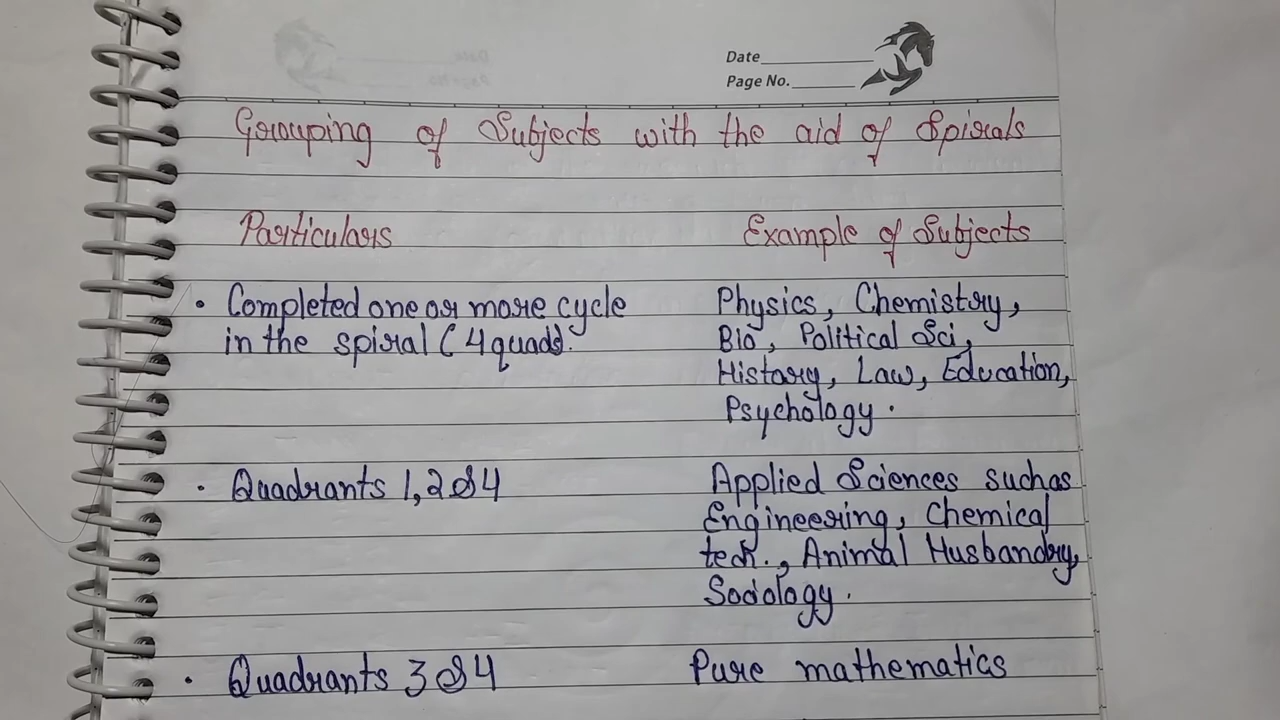 Date
Page No.
Grouping of Subjects with the aid of Spirals
Particulars Example of Subjects
• Completed one or more cycle Physics, Chemistry,
in the spiral (4 quads). Bio, Political Sci,
History, Law, Education,
Psychology.
• Quadrants 1, 2 & 4 Applied Sciences such as
Engineering, Chemical
tech., Animal Husbandry,
Sociology.
• Quadrants 3 & 4 Pure mathematics